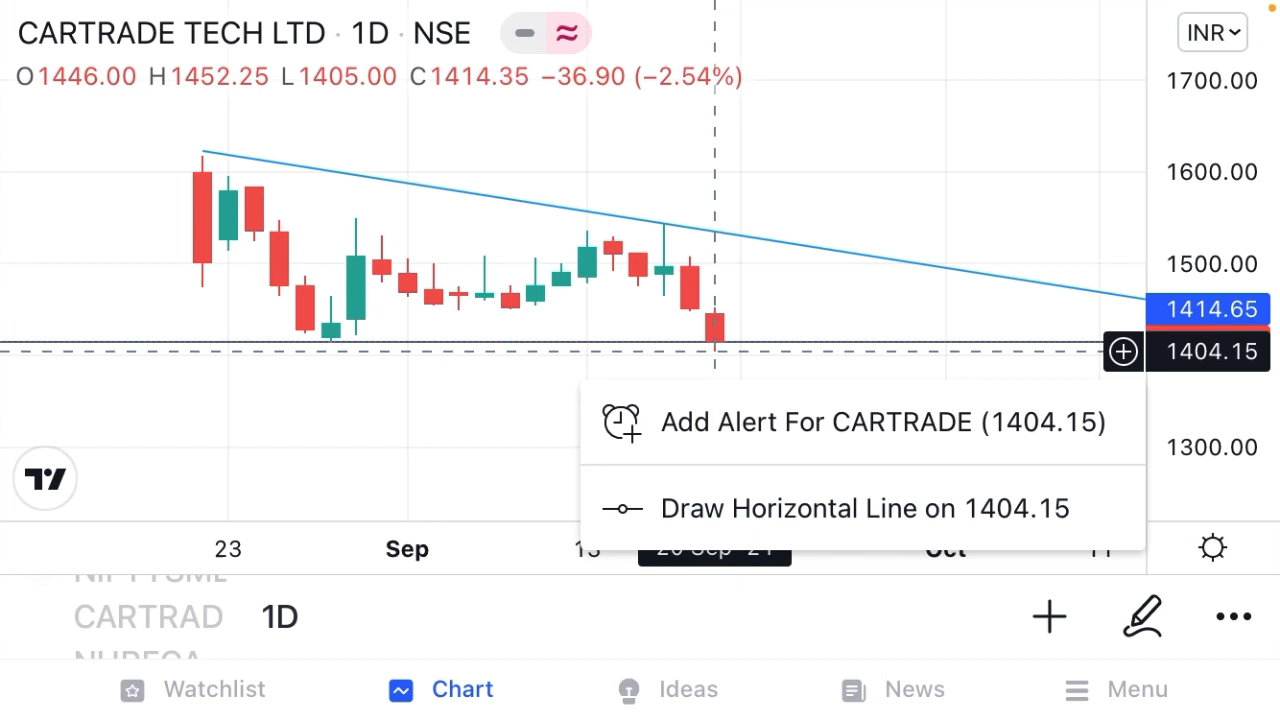 CARTRADE TECH LTD · 1D · NSE
INR
O1446.00 H1452.25 L1405.00 C1414.35 −36.90 (−2.54%)
1700.00
1600.00
1500.00
1414.65
1404.15
Add Alert For CARTRADE (1404.15)
1300.00
Draw Horizontal Line on 1404.15
23 Sep 13 Oct 11
CARTRAD 1D
Watchlist Chart Ideas News Menu